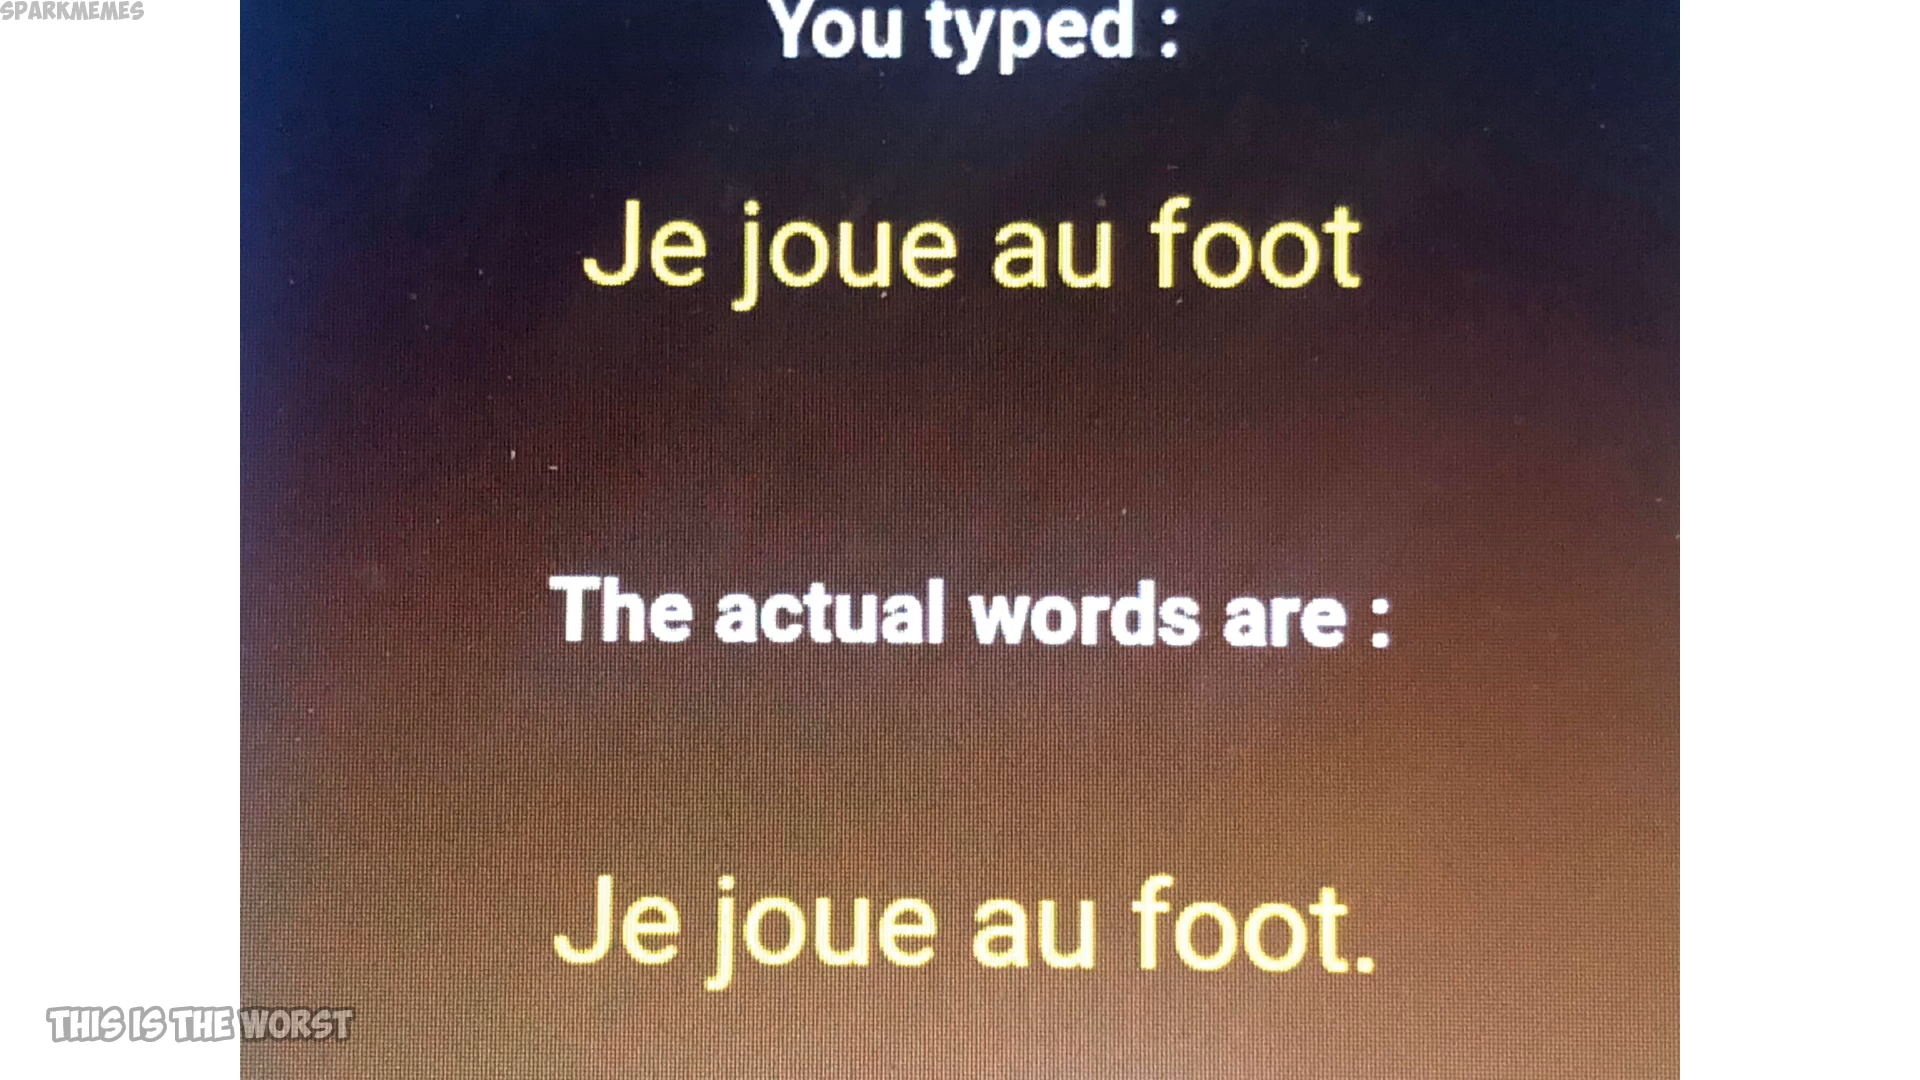 SPARKMEMES
You typed :
Je joue au foot
The actual words are :
Je joue au foot.
THIS IS THE WORST